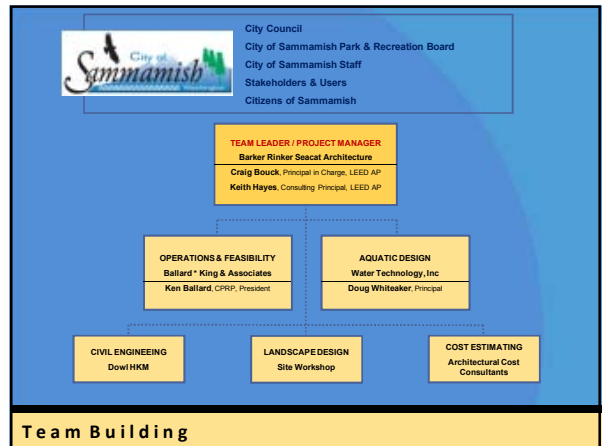 City of
Sammamish
Washington
City Council
City of Sammamish Park & Recreation Board
City of Sammamish Staff
Stakeholders & Users
Citizens of Sammamish
TEAM LEADER / PROJECT MANAGER
Barker Rinker Seacat Architecture
Craig Bouck, Principal in Charge, LEED AP
Keith Hayes, Consulting Principal, LEED AP
OPERATIONS & FEASIBILITY
Ballard * King & Associates
Ken Ballard, CPRP, President
AQUATIC DESIGN
Water Technology, Inc
Doug Whiteaker, Principal
CIVIL ENGINEEING
Dowl HKM
LANDSCAPE DESIGN
Site Workshop
COST ESTIMATING
Architectural Cost
Consultants
Team Building